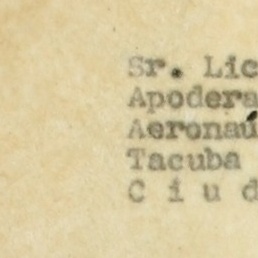 Sr. Lic
Apodera
Aeronaú
Tacuba
C i u d